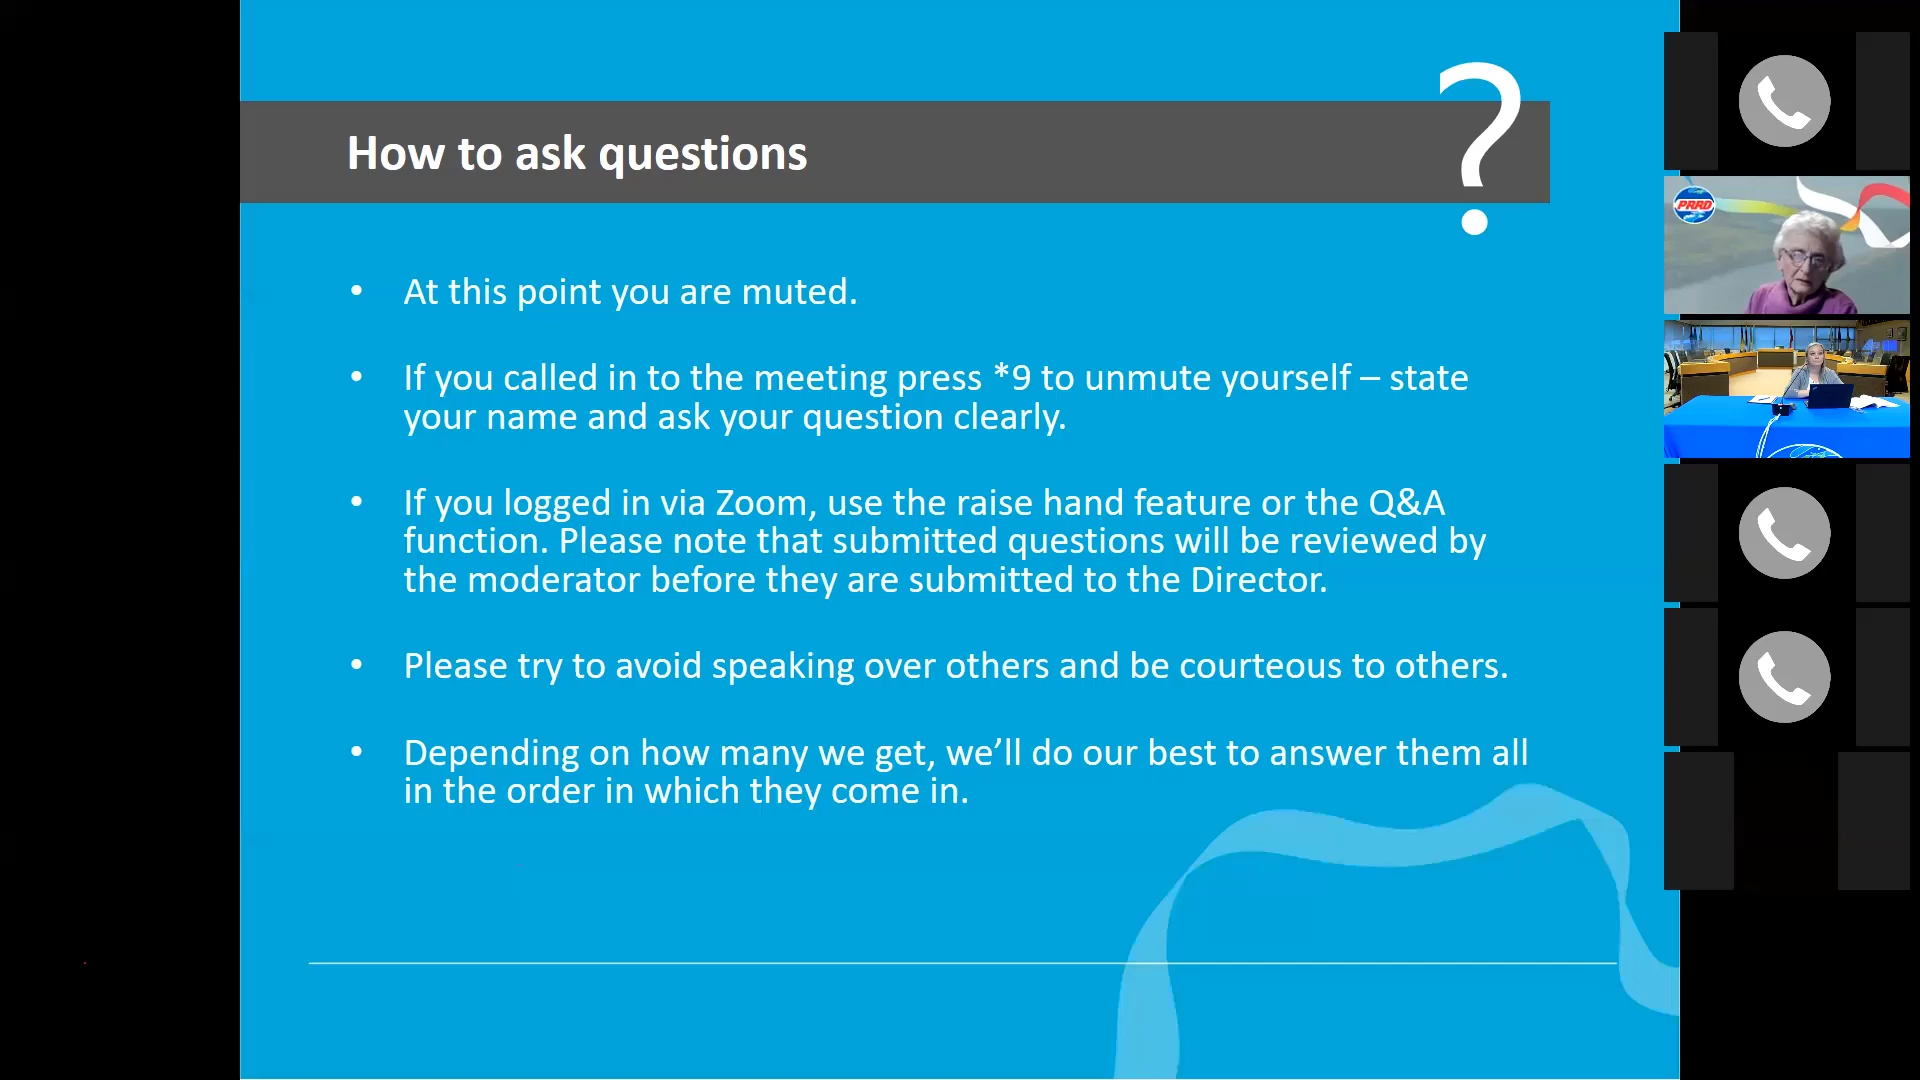 ?
How to ask questions
• At this point you are muted.
• If you called in to the meeting press *9 to unmute yourself – state
your name and ask your question clearly.
• If you logged in via Zoom, use the raise hand feature or the Q&A
function. Please note that submitted questions will be reviewed by
the moderator before they are submitted to the Director.
• Please try to avoid speaking over others and be courteous to others.
• Depending on how many we get, we’ll do our best to answer them all
in the order in which they come in.
PRRD